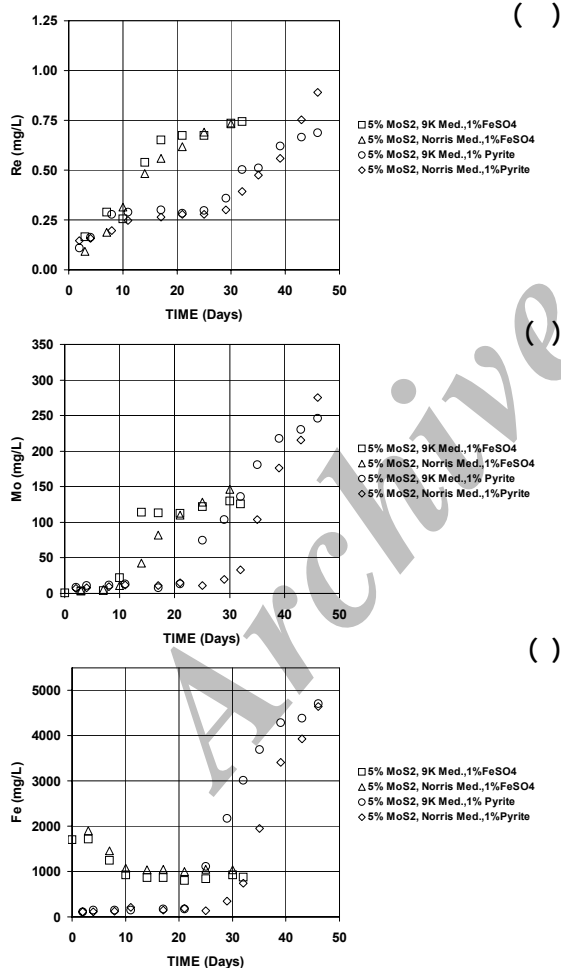 ( )
1.25
1.00
0.75
0.50
0.25
0.00
Re (mg/L)
0 10 20 30 40 50
TIME (Days)
5% MoS2, 9K Med.,1%FeSO4
5% MoS2, Norris Med.,1%FeSO4
5% MoS2, 9K Med.,1% Pyrite
5% MoS2, Norris Med.,1%Pyrite
( )
350
300
250
200
150
100
50
0
Mo (mg/L)
0 10 20 30 40 50
TIME (Days)
5% MoS2, 9K Med.,1%FeSO4
5% MoS2, Norris Med.,1%FeSO4
5% MoS2, 9K Med.,1% Pyrite
5% MoS2, Norris Med.,1%Pyrite
( )
5000
4000
3000
2000
1000
0
Fe (mg/L)
0 10 20 30 40 50
TIME (Days)
5% MoS2, 9K Med.,1%FeSO4
5% MoS2, Norris Med.,1%FeSO4
5% MoS2, 9K Med.,1% Pyrite
5% MoS2, Norris Med.,1%Pyrite
Archive